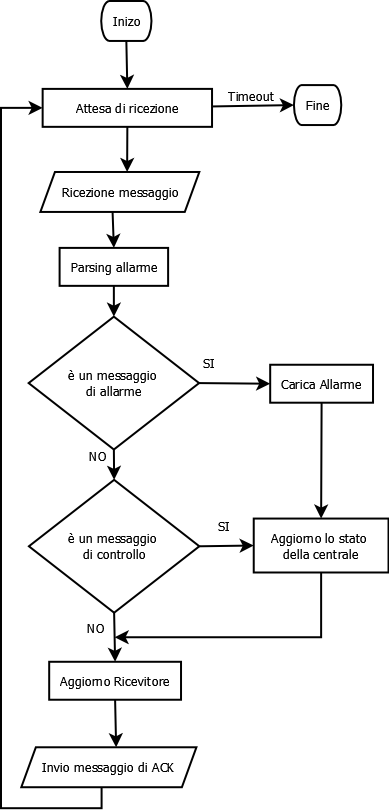 Inizo
Attesa di ricezione
Timeout
Fine
Ricezione messaggio
Parsing allarme
è un messaggio
di allarme
SI
Carica Allarme
NO
è un messaggio
di controllo
SI
Aggiorno lo stato
della centrale
NO
Aggiorno Ricevitore
Invio messaggio di ACK